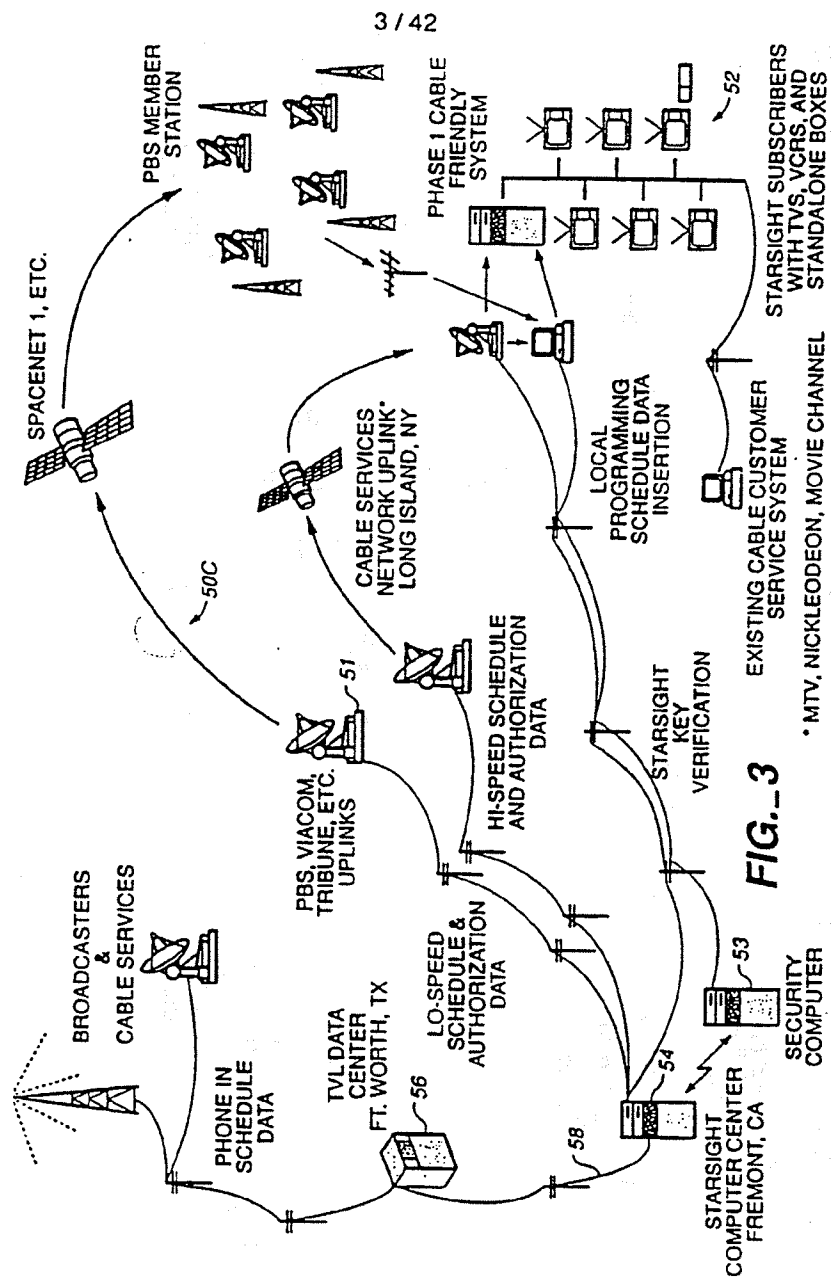 3 / 42
BROADCASTERS
&
CABLE SERVICES
PHONE IN
SCHEDULE
DATA
TVL DATA
CENTER
FT. WORTH, TX
56
58
STARSIGHT
COMPUTER CENTER
FREMONT, CA
54
53
SECURITY
COMPUTER
LO-SPEED
SCHEDULE &
AUTHORIZATION
DATA
PBS, VIACOM,
TRIBUNE, ETC.
UPLINKS
51
50C
SPACENET 1, ETC.
PBS MEMBER
STATION
CABLE SERVICES
NETWORK UPLINK*
LONG ISLAND, NY
HI-SPEED SCHEDULE
AND AUTHORIZATION
DATA
STARSIGHT
KEY
VERIFICATION
LOCAL
PROGRAMMING
SCHEDULE DATA
INSERTION
PHASE 1 CABLE
FRIENDLY
SYSTEM
52
STARSIGHT SUBSCRIBERS
WITH TVS, VCRS, AND
STANDALONE BOXES
EXISTING CABLE CUSTOMER
SERVICE SYSTEM
* MTV, NICKLEODEON, MOVIE CHANNEL
FIG._3